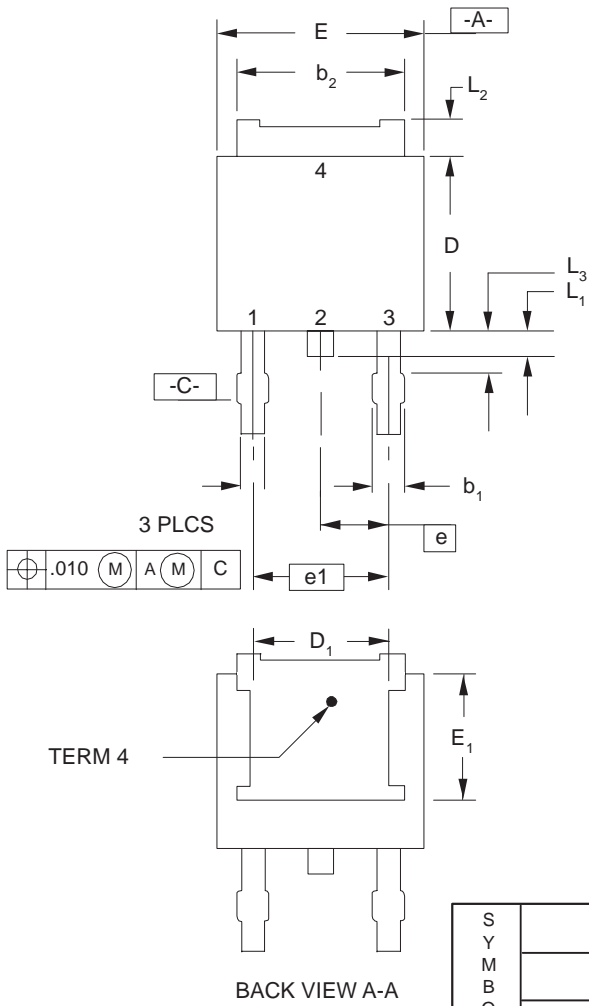 E
-A-
b2
L2
4
D
L3
L1
1 2 3
-C-
b1
3 PLCS
e
⌖ .010 Ⓜ A Ⓜ C
e1
D1
E1
TERM 4
BACK VIEW A-A
S
Y
M
B